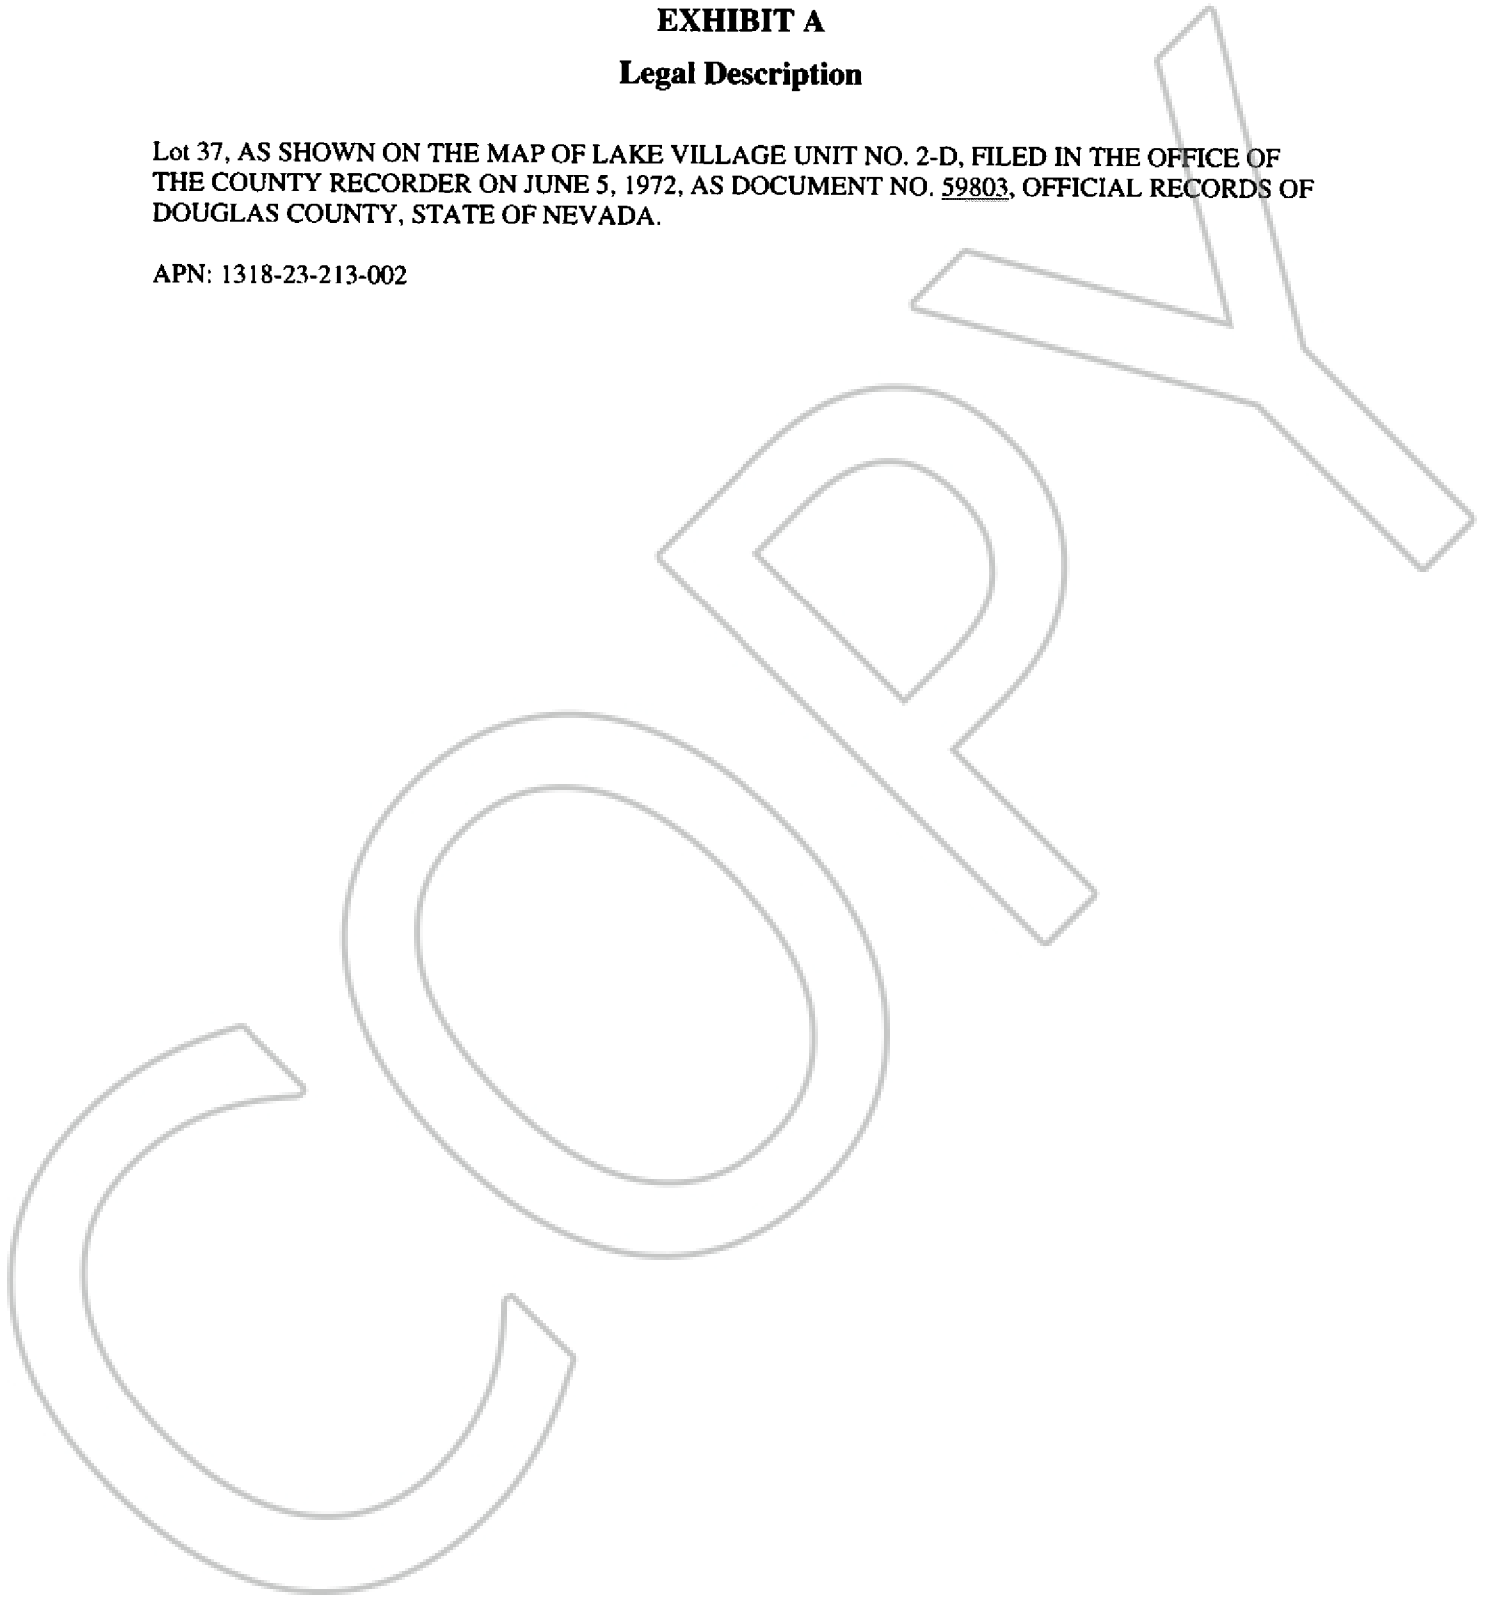 EXHIBIT A
Legal Description
Lot 37, AS SHOWN ON THE MAP OF LAKE VILLAGE UNIT NO. 2-D, FILED IN THE OFFICE OF
THE COUNTY RECORDER ON JUNE 5, 1972, AS DOCUMENT NO. 59803, OFFICIAL RECORDS OF
DOUGLAS COUNTY, STATE OF NEVADA.
APN: 1318-23-213-002
COPY